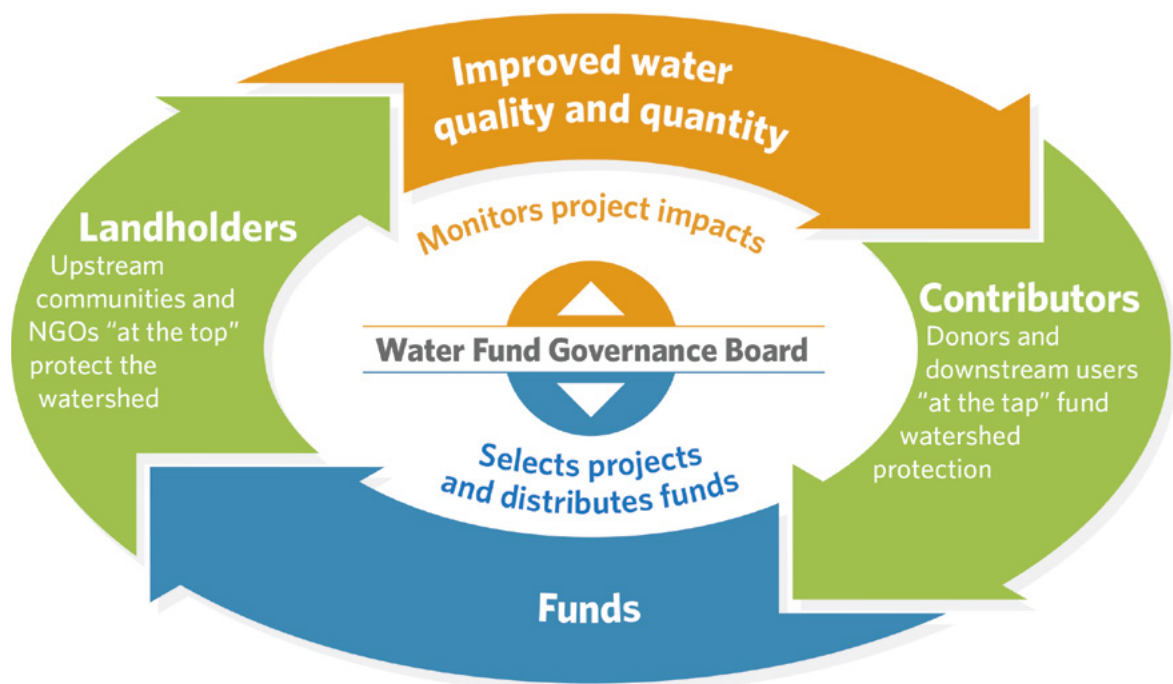 Improved water
quality and quantity
Monitors project impacts
Landholders
Upstream
communities and
NGOs “at the top”
protect the
watershed
Water Fund Governance Board
Contributors
Donors and
downstream users
“at the tap” fund
watershed
protection
Selects projects
and distributes funds
Funds